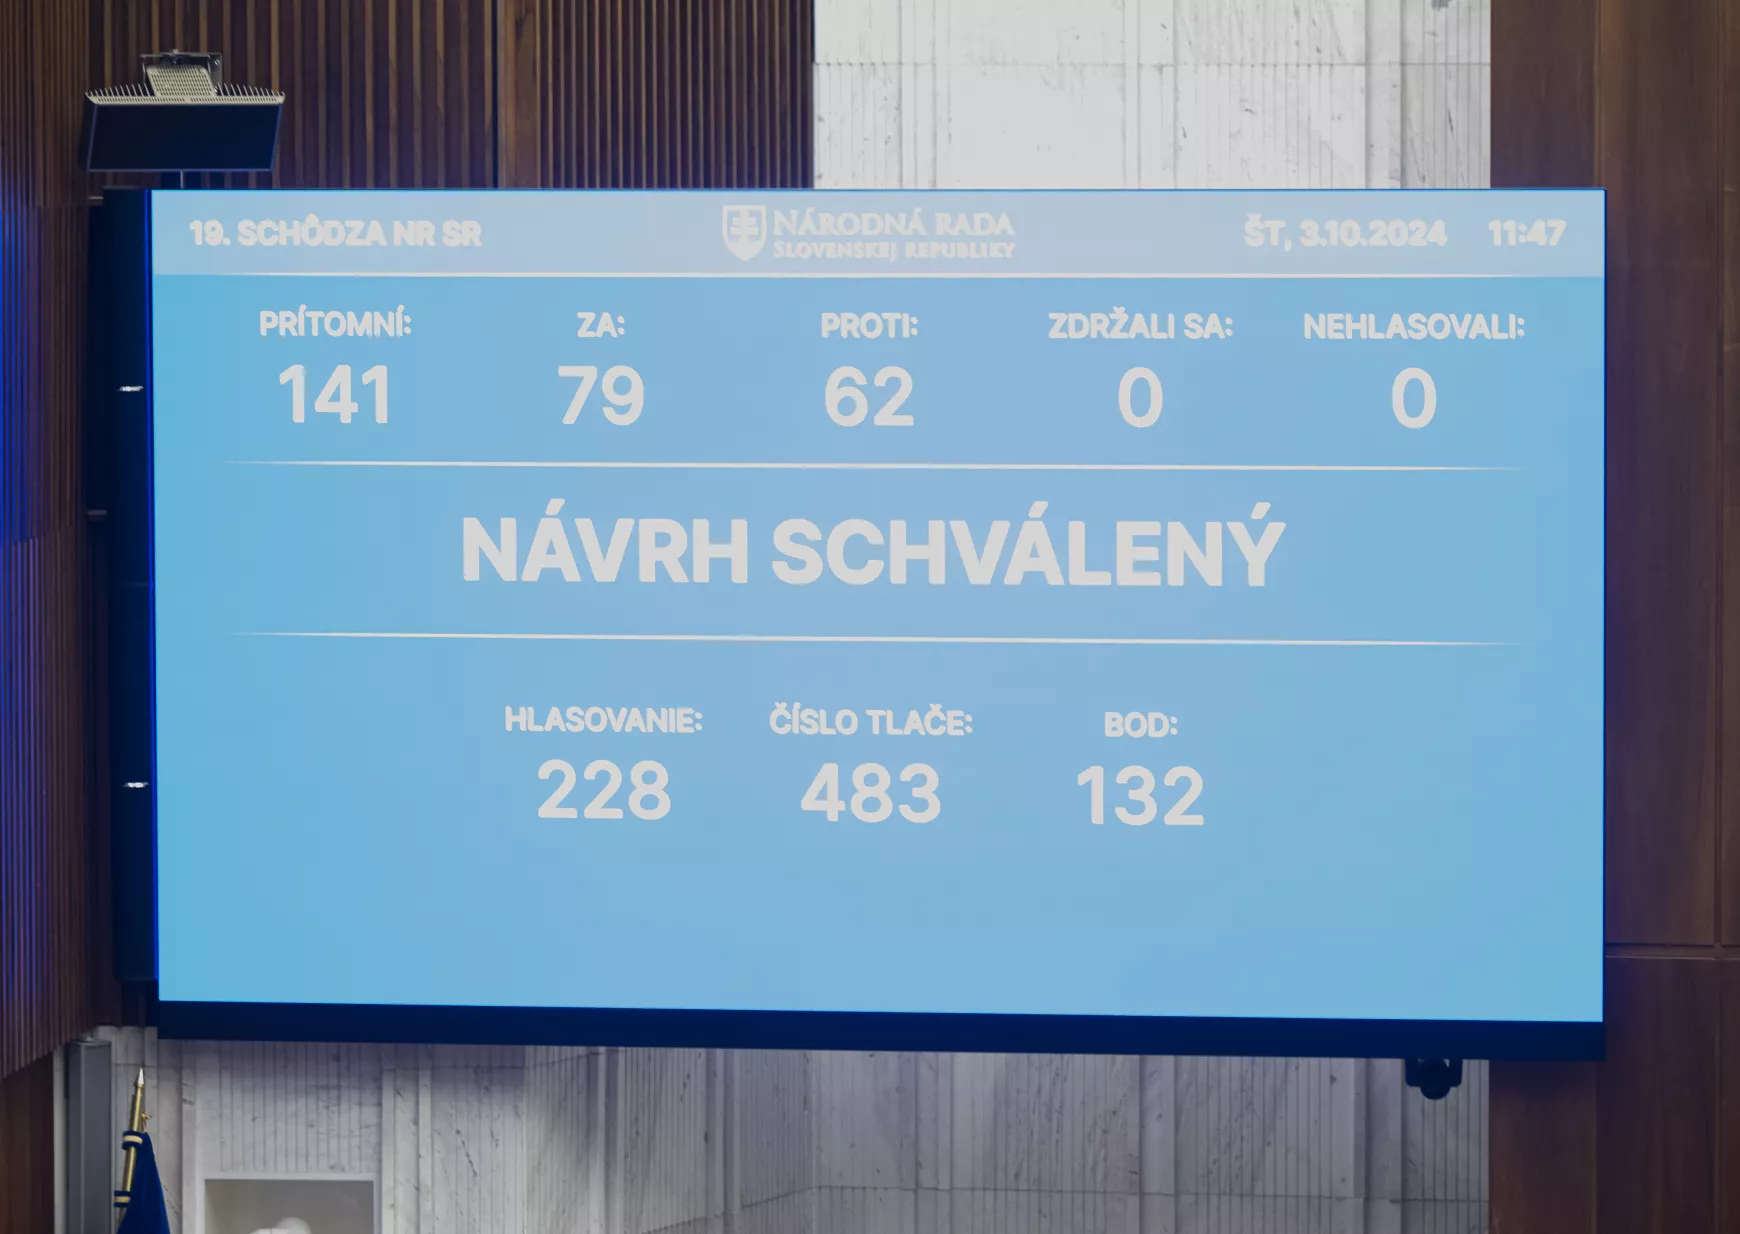 19. SCHÔDZA NR SR
NÁRODNÁ RADA
SLOVENSKEJ REPUBLIKY
ŠT, 3.10.2024 11:47
PRÍTOMNÍ: ZA: PROTI: ZDRŽALI SA: NEHLASOVALI:
141 79 62 0 0
NÁVRH SCHVÁLENÝ
HLASOVANIE: ČÍSLO TLAČE: BOD:
228 483 132